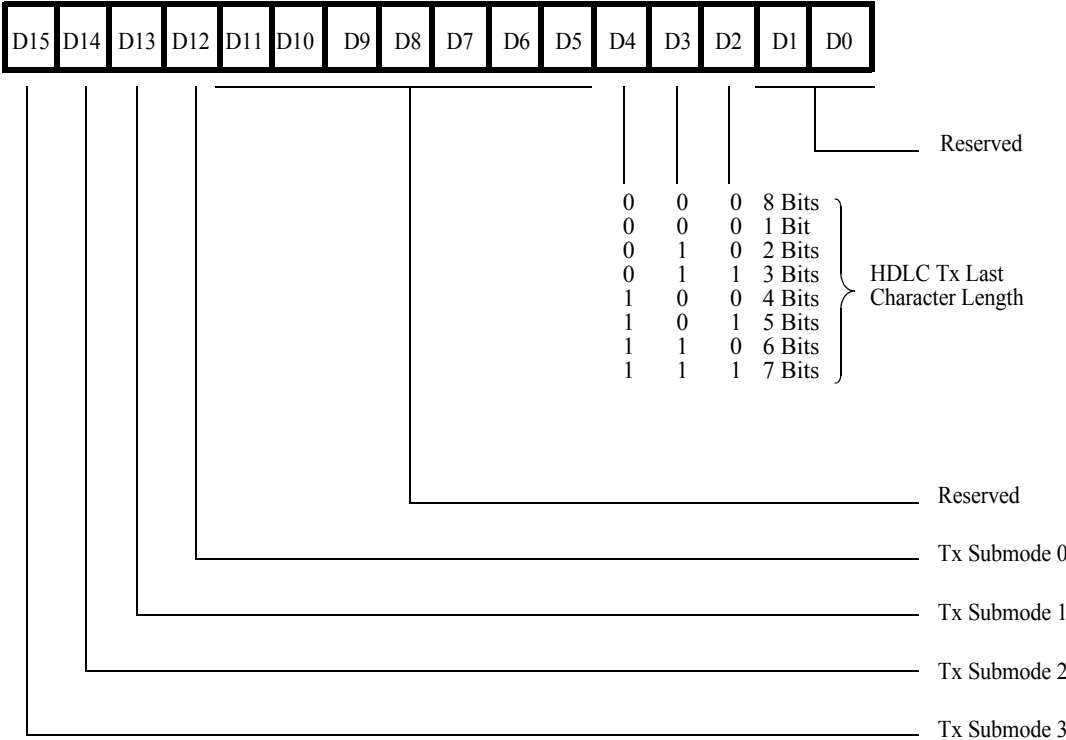 D15 D14 D13 D12 D11 D10 D9 D8 D7 D6 D5 D4 D3 D2 D1 D0
Reserved
0 0 0 8 Bits
0 0 0 1 Bit
0 1 0 2 Bits
0 1 1 3 Bits
1 0 0 4 Bits
1 0 1 5 Bits
1 1 0 6 Bits
1 1 1 7 Bits
HDLC Tx Last
Character Length
Reserved
Tx Submode 0
Tx Submode 1
Tx Submode 2
Tx Submode 3